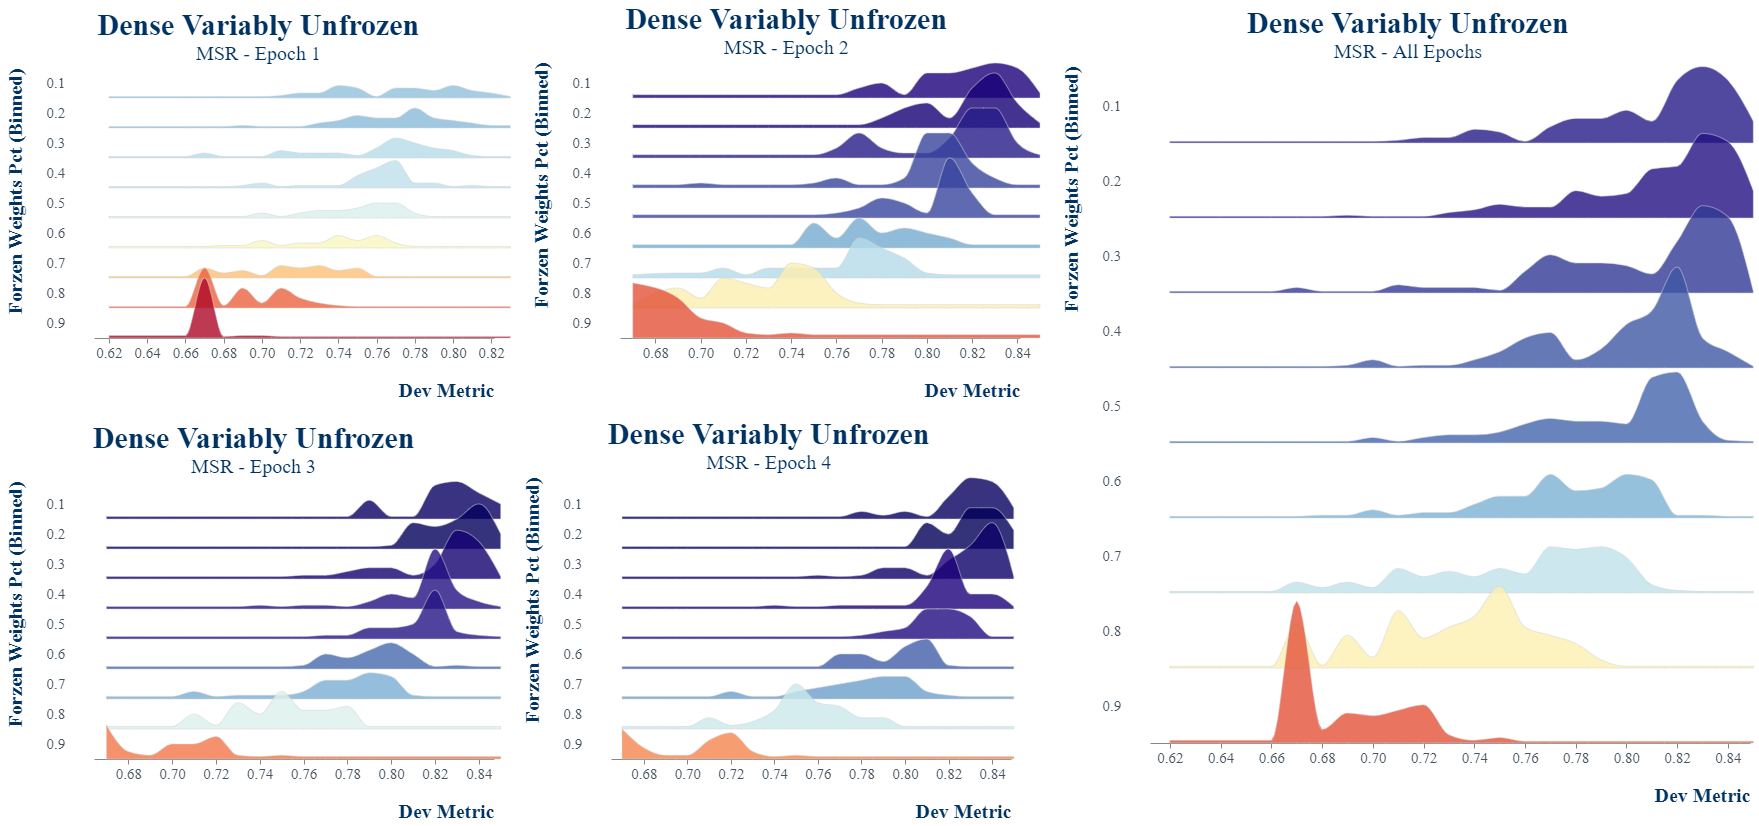 Dense Variably Unfrozen
MSR - Epoch 1
Forzen Weights Pct (Binned)
0.1
0.2
0.3
0.4
0.5
0.6
0.7
0.8
0.9
0.62 0.64 0.66 0.68 0.70 0.72 0.74 0.76 0.78 0.80 0.82
Dev Metric
Dense Variably Unfrozen
MSR - Epoch 2
Forzen Weights Pct (Binned)
0.1
0.2
0.3
0.4
0.5
0.6
0.7
0.8
0.9
0.68 0.70 0.72 0.74 0.76 0.78 0.80 0.82 0.84
Dev Metric
Dense Variably Unfrozen
MSR - Epoch 3
Forzen Weights Pct (Binned)
0.1
0.2
0.3
0.4
0.5
0.6
0.7
0.8
0.9
0.68 0.70 0.72 0.74 0.76 0.78 0.80 0.82 0.84
Dev Metric
Dense Variably Unfrozen
MSR - Epoch 4
Forzen Weights Pct (Binned)
0.1
0.2
0.3
0.4
0.5
0.6
0.7
0.8
0.9
0.68 0.70 0.72 0.74 0.76 0.78 0.80 0.82 0.84
Dev Metric
Dense Variably Unfrozen
MSR - All Epochs
Forzen Weights Pct (Binned)
0.1
0.2
0.3
0.4
0.5
0.6
0.7
0.8
0.9
0.62 0.64 0.66 0.68 0.70 0.72 0.74 0.76 0.78 0.80 0.82 0.84
Dev Metric